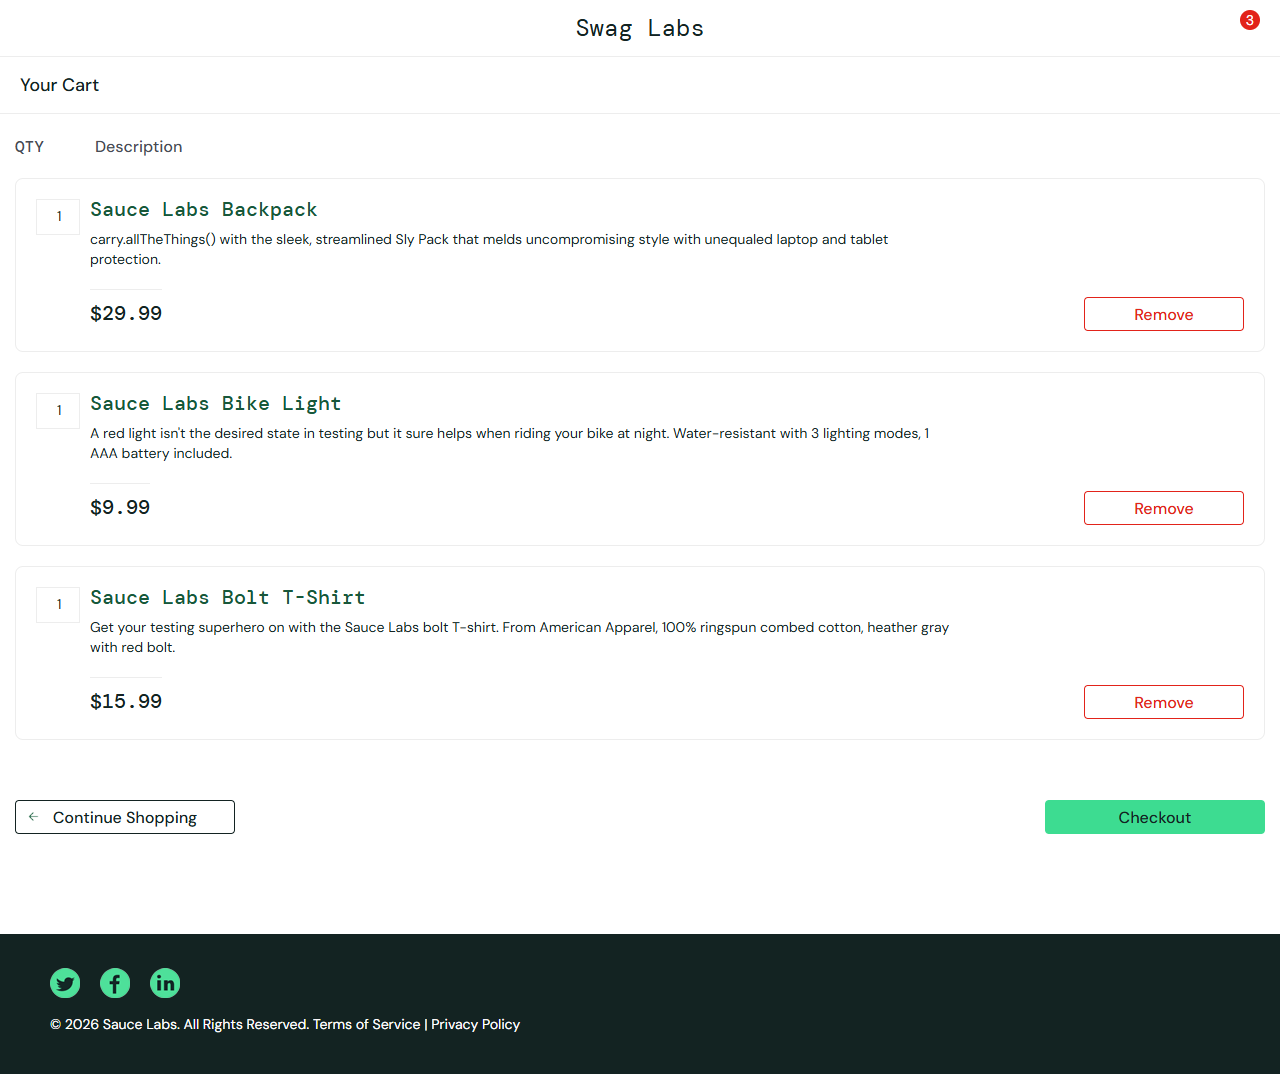 Swag Labs
3
Your Cart
QTY Description
1
Sauce Labs Backpack
carry.allTheThings() with the sleek, streamlined Sly Pack that melds uncompromising style with unequaled laptop and tablet
protection.
$29.99
Remove
1
Sauce Labs Bike Light
A red light isn't the desired state in testing but it sure helps when riding your bike at night. Water-resistant with 3 lighting modes, 1
AAA battery included.
$9.99
Remove
1
Sauce Labs Bolt T-Shirt
Get your testing superhero on with the Sauce Labs bolt T-shirt. From American Apparel, 100% ringspun combed cotton, heather gray
with red bolt.
$15.99
Remove
Continue Shopping
Checkout
© 2026 Sauce Labs. All Rights Reserved. Terms of Service | Privacy Policy